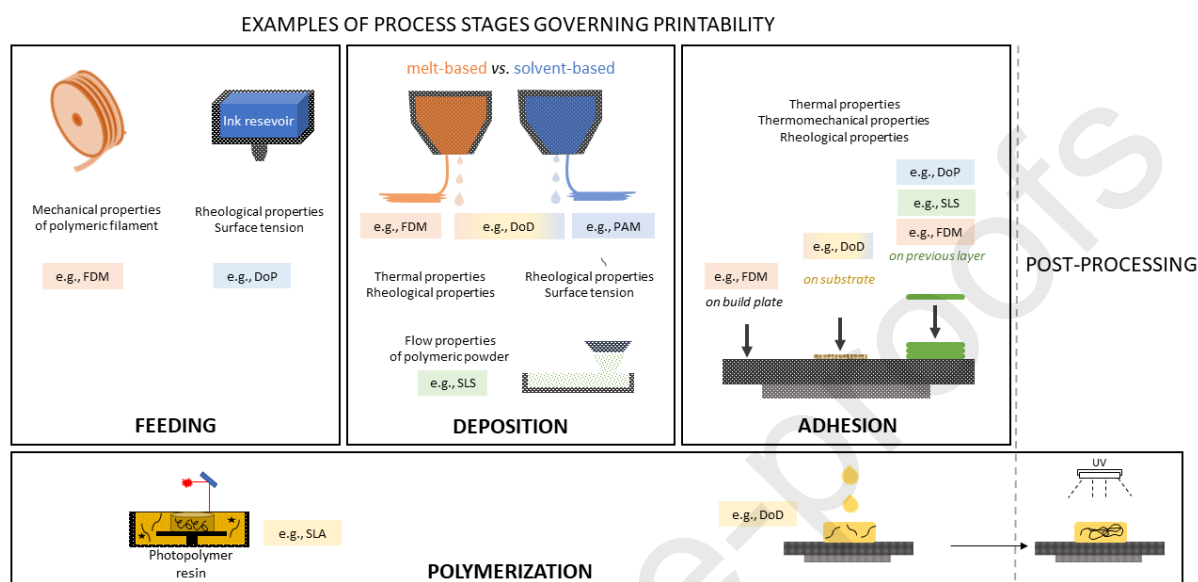 EXAMPLES OF PROCESS STAGES GOVERNING PRINTABILITY
Ink resevoir
Mechanical properties
of polymeric filament
Rheological properties
Surface tension
e.g., FDM
e.g., DoP
FEEDING
melt-based vs. solvent-based
e.g., FDM
e.g., DoD
e.g., PAM
Thermal properties
Rheological properties
Rheological properties
Surface tension
Flow properties
of polymeric powder
e.g., SLS
DEPOSITION
Thermal properties
Thermomechanical properties
Rheological properties
e.g., DoP
e.g., SLS
e.g., FDM
on previous layer
e.g., DoD
on substrate
e.g., FDM
on build plate
ADHESION
POST-PROCESSING
Photopolymer
resin
e.g., SLA
e.g., DoD
UV
POLYMERIZATION
e-proofs